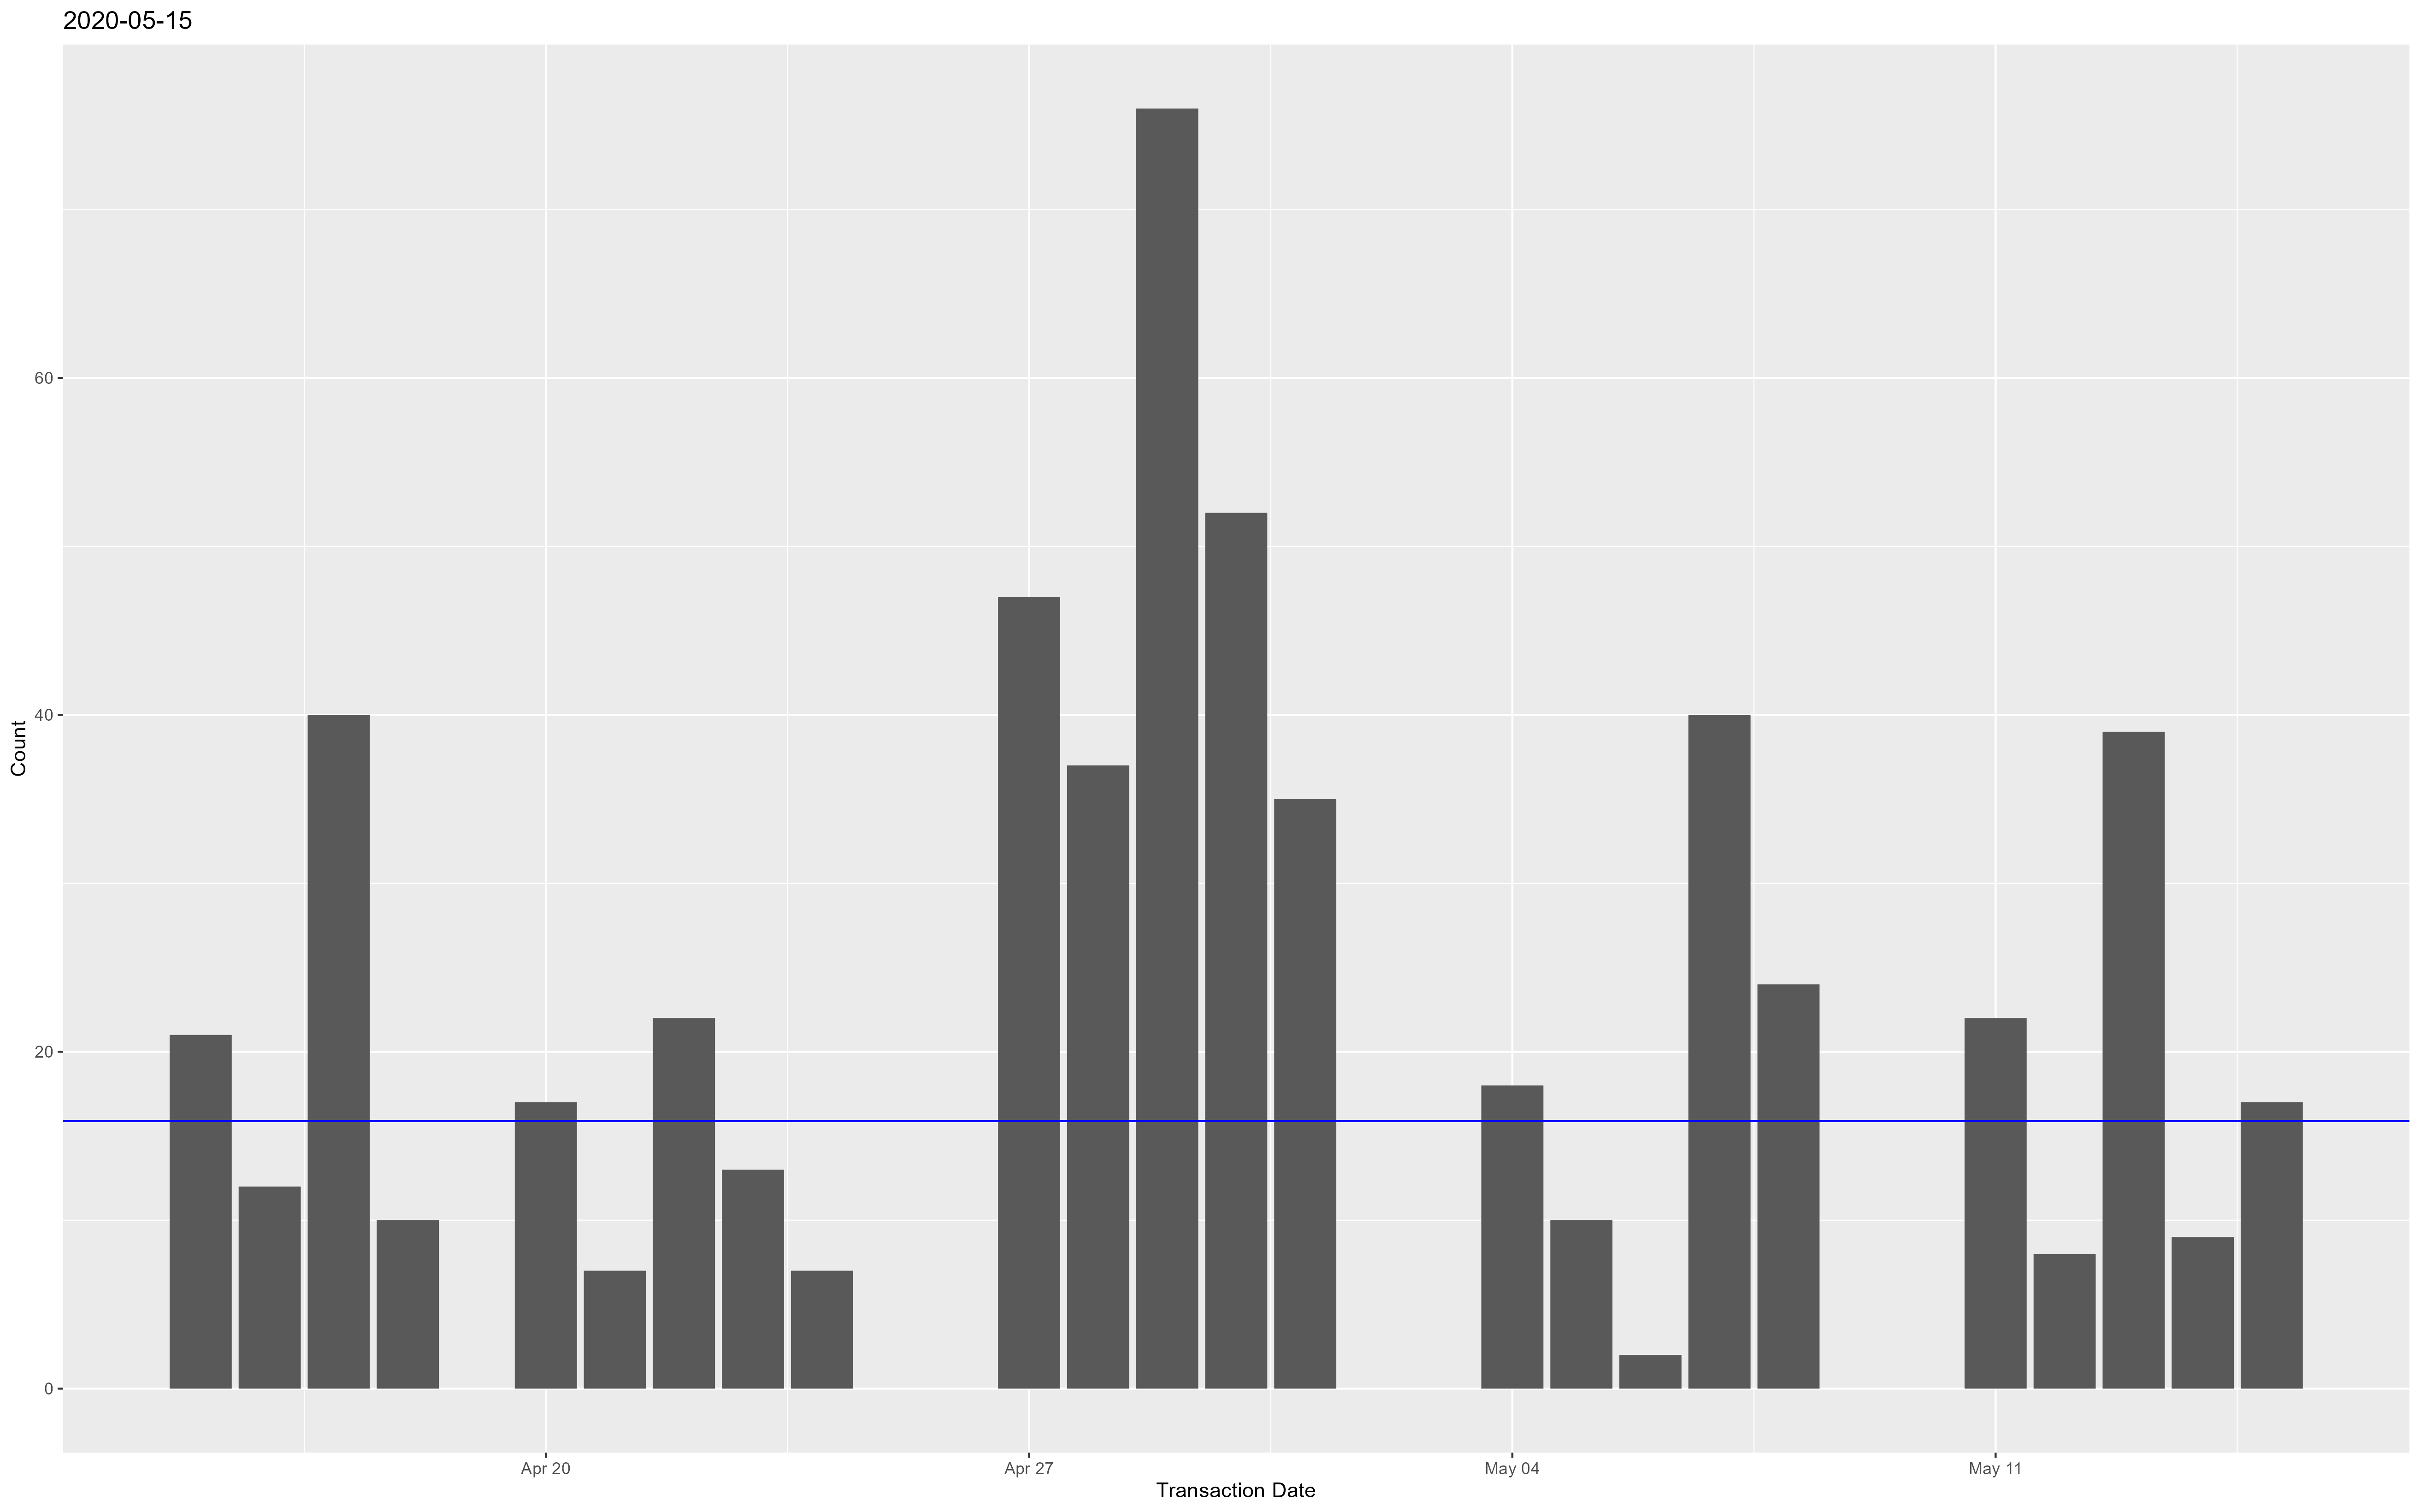 2020-05-15
Count
60
40
20
0
Apr 20
Apr 27
May 04
May 11
Transaction Date